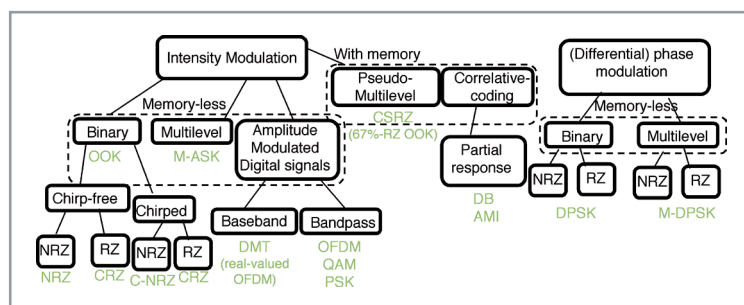 Intensity Modulation
With memory
(Differential) phase
modulation
Pseudo-
Multilevel
Correlative-
coding
Memory-less
Memory-less
CSRZ
(67%-RZ OOK)
Binary
OOK
Multilevel
M-ASK
Amplitude
Modulated
Digital signals
Partial
response
DB
AMI
Binary
Multilevel
NRZ
RZ
NRZ
RZ
DPSK
M-DPSK
Chirp-free
Chirped
Baseband
Bandpass
DMT
(real-valued
OFDM)
OFDM
QAM
PSK
NRZ
RZ
NRZ
RZ
NRZ
CRZ
C-NRZ
CRZ